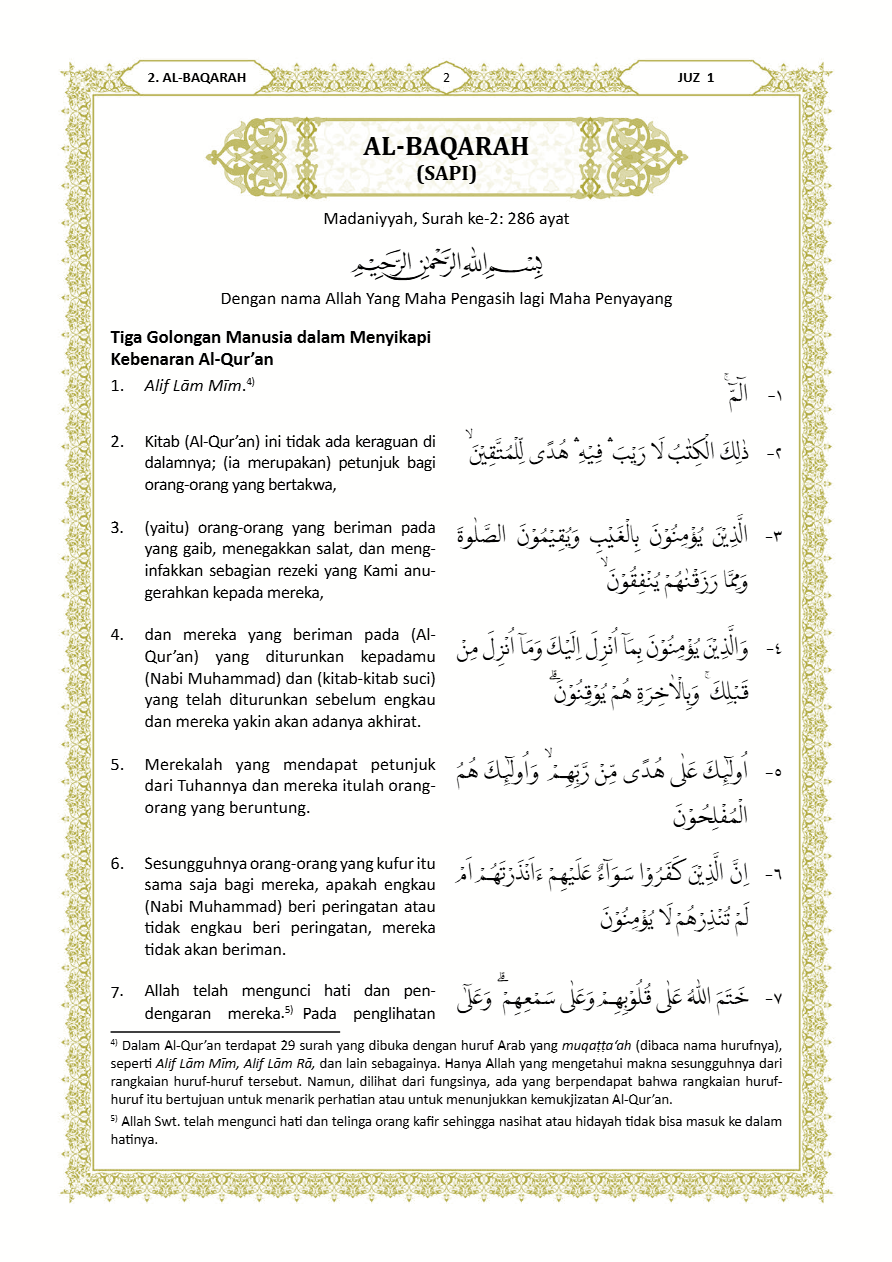 2. AL-BAQARAH
2
JUZ 1
AL-BAQARAH
(SAPI)
Madaniyyah, Surah ke-2: 286 ayat
بِسْمِ اللّٰهِ الرَّحْمٰنِ الرَّحِيْمِ
Dengan nama Allah Yang Maha Pengasih lagi Maha Penyayang
Tiga Golongan Manusia dalam Menyikapi
Kebenaran Al-Qur’an
1. Alif Lām Mīm.⁴⁾
١- الۤمّۤ ۚ
2. Kitab (Al-Qur’an) ini tidak ada keraguan di
dalamnya; (ia merupakan) petunjuk bagi
orang-orang yang bertakwa,
٢- ذٰلِكَ الْكِتٰبُ لَا رَيْبَ ۛ فِيْهِ ۛ هُدًى لِّلْمُتَّقِيْنَۙ
3. (yaitu) orang-orang yang beriman pada
yang gaib, menegakkan salat, dan meng-
infakkan sebagian rezeki yang Kami anu-
gerahkan kepada mereka,
٣- الَّذِيْنَ يُؤْمِنُوْنَ بِالْغَيْبِ وَيُقِيْمُوْنَ الصَّلٰوةَ
وَمِمَّا رَزَقْنٰهُمْ يُنْفِقُوْنَۙ
4. dan mereka yang beriman pada (Al-
Qur’an) yang diturunkan kepadamu
(Nabi Muhammad) dan (kitab-kitab suci)
yang telah diturunkan sebelum engkau
dan mereka yakin akan adanya akhirat.
٤- وَالَّذِيْنَ يُؤْمِنُوْنَ بِمَآ اُنْزِلَ اِلَيْكَ وَمَآ اُنْزِلَ مِنْ
قَبْلِكَ ۚ وَبِالْاٰخِرَةِ هُمْ يُوْقِنُوْنَۗ
5. Merekalah yang mendapat petunjuk
dari Tuhannya dan mereka itulah orang-
orang yang beruntung.
٥- اُولٰۤىِٕكَ عَلٰى هُدًى مِّنْ رَّبِّهِمْۙ وَاُولٰۤىِٕكَ هُمُ
الْمُفْلِحُوْنَ
6. Sesungguhnya orang-orang yang kufur itu
sama saja bagi mereka, apakah engkau
(Nabi Muhammad) beri peringatan atau
tidak engkau beri peringatan, mereka
tidak akan beriman.
٦- اِنَّ الَّذِيْنَ كَفَرُوْا سَوَاۤءٌ عَلَيْهِمْ ءَاَنْذَرْتَهُمْ اَمْ
لَمْ تُنْذِرْهُمْ لَا يُؤْمِنُوْنَ
7. Allah telah mengunci hati dan pen-
dengaran mereka.⁵⁾ Pada penglihatan
٧- خَتَمَ اللّٰهُ عَلٰى قُلُوْبِهِمْ وَعَلٰى سَمْعِهِمْ ۗ وَعَلٰٓى
⁴⁾ Dalam Al-Qur’an terdapat 29 surah yang dibuka dengan huruf Arab yang muqaṭṭa‘ah (dibaca nama hurufnya),
seperti Alif Lām Mīm, Alif Lām Rā, dan lain sebagainya. Hanya Allah yang mengetahui makna sesungguhnya dari
rangkaian huruf-huruf tersebut. Namun, dilihat dari fungsinya, ada yang berpendapat bahwa rangkaian huruf-
huruf itu bertujuan untuk menarik perhatian atau untuk menunjukkan kemukjizatan Al-Qur’an.
⁵⁾ Allah Swt. telah mengunci hati dan telinga orang kafir sehingga nasihat atau hidayah tidak bisa masuk ke dalam
hatinya.